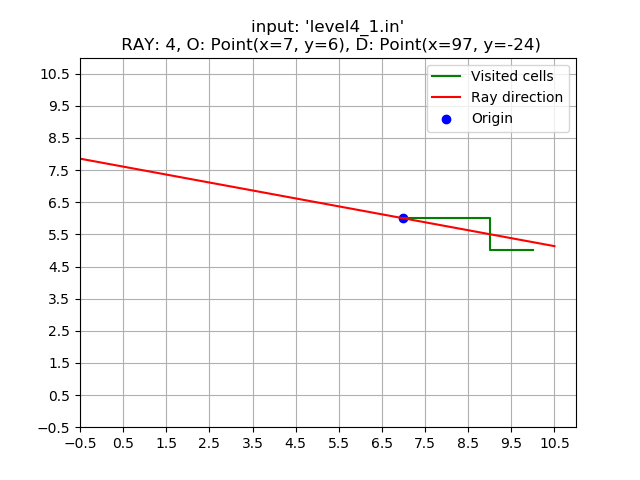 input: 'level4_1.in'
RAY: 4, O: Point(x=7, y=6), D: Point(x=97, y=-24)
Visited cells
Ray direction
Origin
10.5
9.5
8.5
7.5
6.5
5.5
4.5
3.5
2.5
1.5
0.5
−0.5
−0.5 0.5 1.5 2.5 3.5 4.5 5.5 6.5 7.5 8.5 9.5 10.5